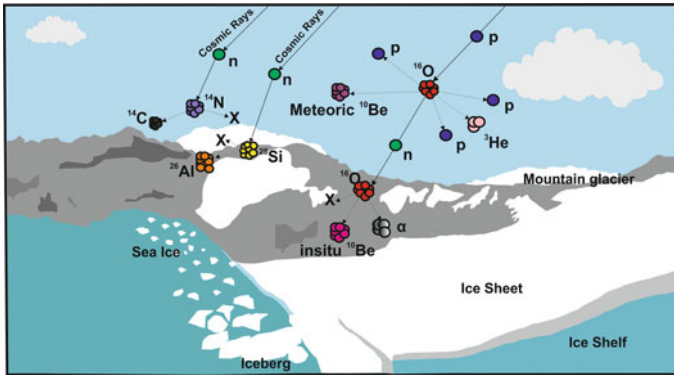 Cosmic Rays
Cosmic Rays
p
p
n
n
¹⁶O
p
Meteoric ¹⁰Be
¹⁴N
¹⁴C
X
p
³He
n
X
²⁸Si
²⁶Al
¹⁶O
Mountain glacier
X
α
insitu ¹⁰Be
Sea Ice
Ice Sheet
Ice Shelf
Iceberg